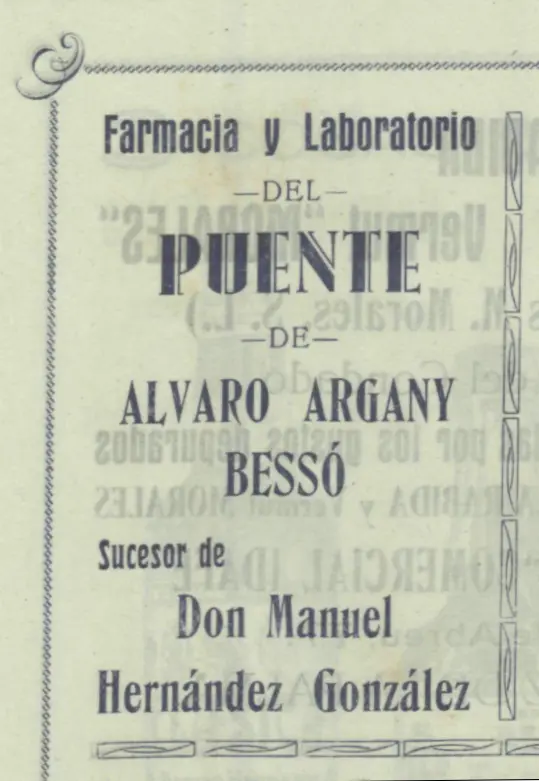 Farmacia y Laboratorio
—DEL—
PUENTE
—DE—
ALVARO ARGANY
BESSÓ
Sucesor de
Don Manuel
Hernández González